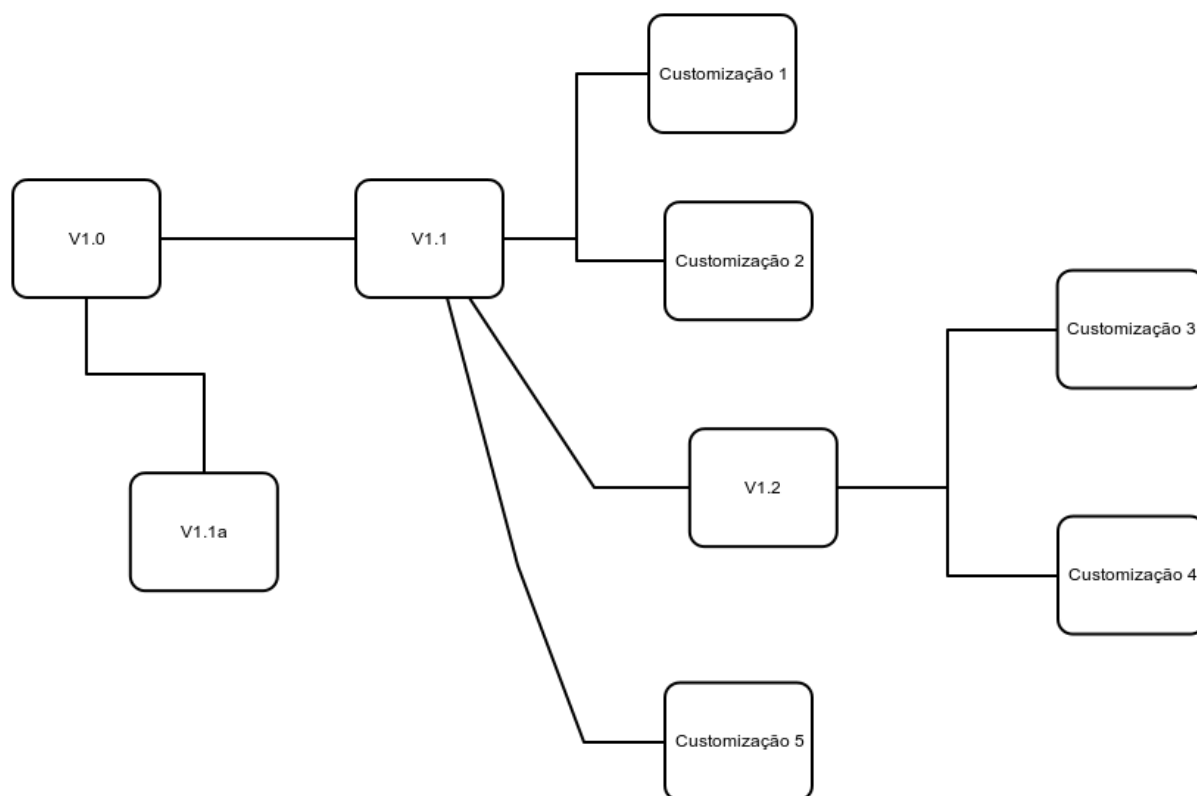 Customização 1
V1.0
V1.1
Customização 2
Customização 3
V1.2
V1.1a
Customização 4
Customização 5